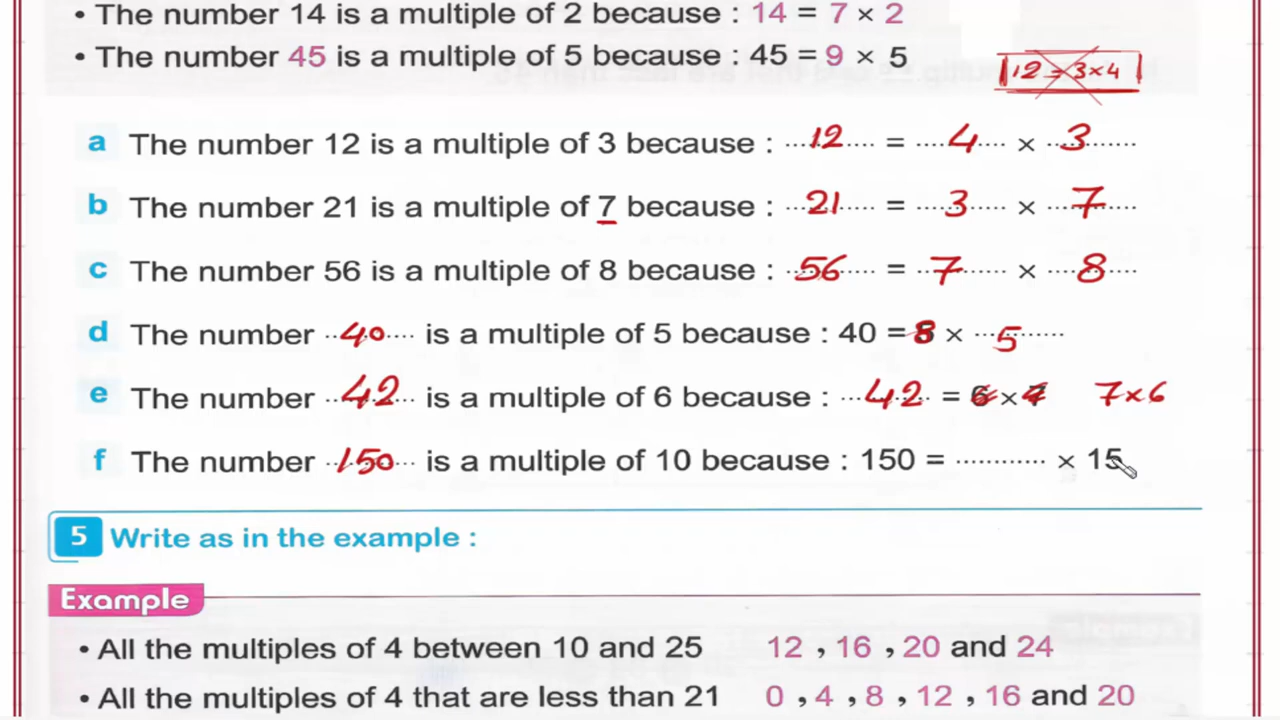 • The number 14 is a multiple of 2 because : 14 = 7 × 2
• The number 45 is a multiple of 5 because : 45 = 9 × 5
12 = 3×4
a The number 12 is a multiple of 3 because : 12 = 4 × 3
b The number 21 is a multiple of 7 because : 21 = 3 × 7
c The number 56 is a multiple of 8 because : 56 = 7 × 8
d The number 40 is a multiple of 5 because : 40 = 8 × 5
e The number 42 is a multiple of 6 because : 42 = 6 × 7 7×6
f The number 150 is a multiple of 10 because : 150 = ............ × 15
5 Write as in the example :
Example
• All the multiples of 4 between 10 and 25 12 , 16 , 20 and 24
• All the multiples of 4 that are less than 21 0 , 4 , 8 , 12 , 16 and 20